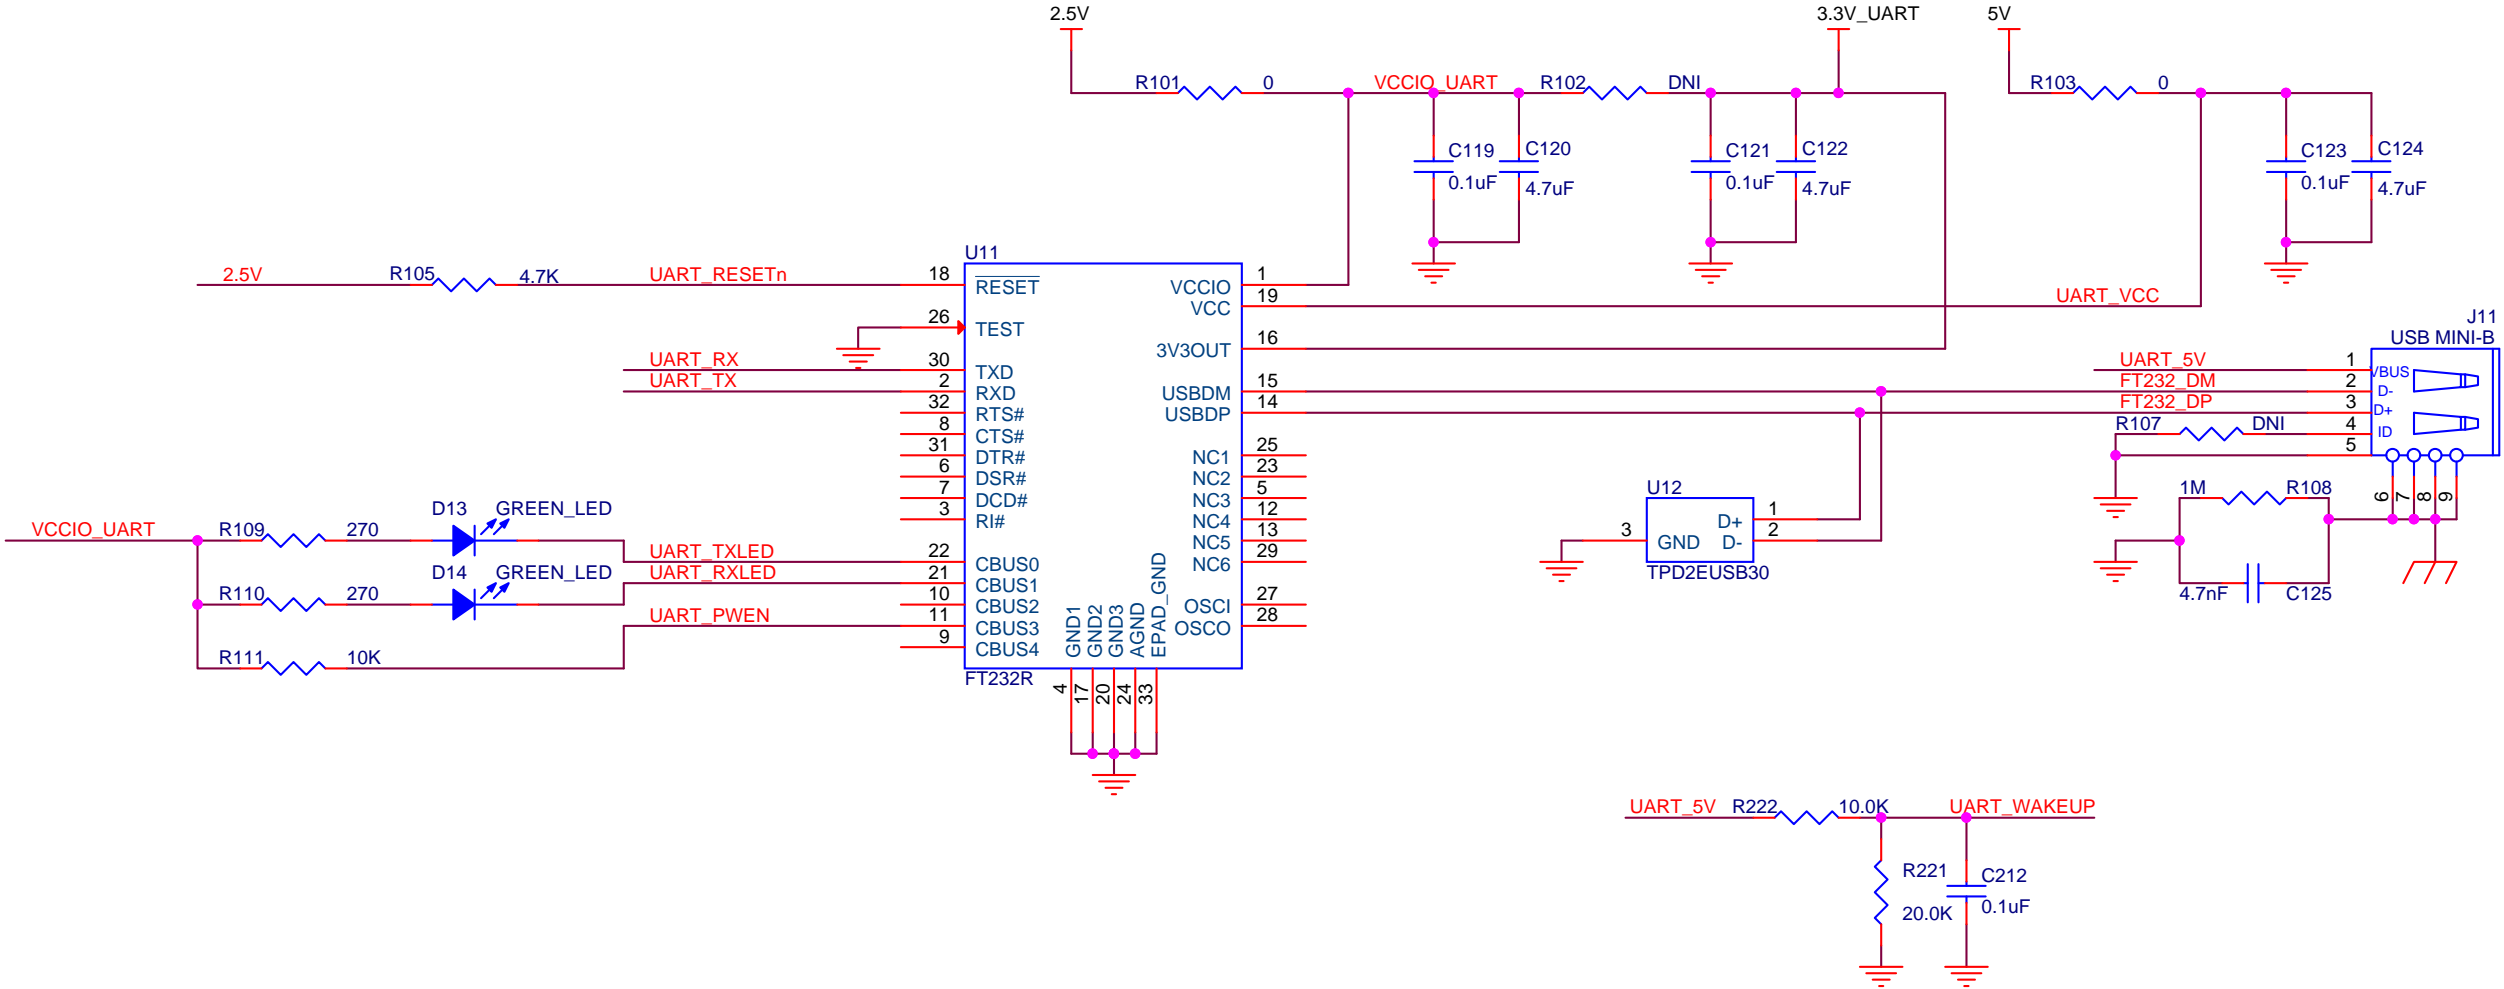 2.5V
3.3V_UART
5V
R101
0
VCCIO_UART
R102
DNI
R103
0
C119
0.1uF
C120
4.7uF
C121
0.1uF
C122
4.7uF
C123
0.1uF
C124
4.7uF
2.5V
R105
4.7K
UART_RESETn
U11
18
RESET
26
TEST
UART_RX
30
TXD
UART_TX
2
RXD
32
RTS#
8
CTS#
31
DTR#
6
DSR#
7
DCD#
3
RI#
22
CBUS0
21
CBUS1
10
CBUS2
11
CBUS3
9
CBUS4
1
VCCIO
19
VCC
16
3V3OUT
15
USBDM
14
USBDP
25
NC1
23
NC2
5
NC3
12
NC4
13
NC5
29
NC6
27
OSCI
28
OSCO
GND1
GND2
GND3
AGND
EPAD_GND
4
17
20
24
33
FT232R
UART_VCC
J11
USB MINI-B
UART_5V
1
VBUS
FT232_DM
2
D-
FT232_DP
3
D+
R107
DNI
4
ID
5
6
7
8
9
1M
R108
4.7nF
C125
U12
1
D+
2
D-
3
GND
TPD2EUSB30
VCCIO_UART
R109
270
D13
GREEN_LED
UART_TXLED
R110
270
D14
GREEN_LED
UART_RXLED
R111
10K
UART_PWEN
UART_5V
R222
10.0K
UART_WAKEUP
R221
20.0K
C212
0.1uF